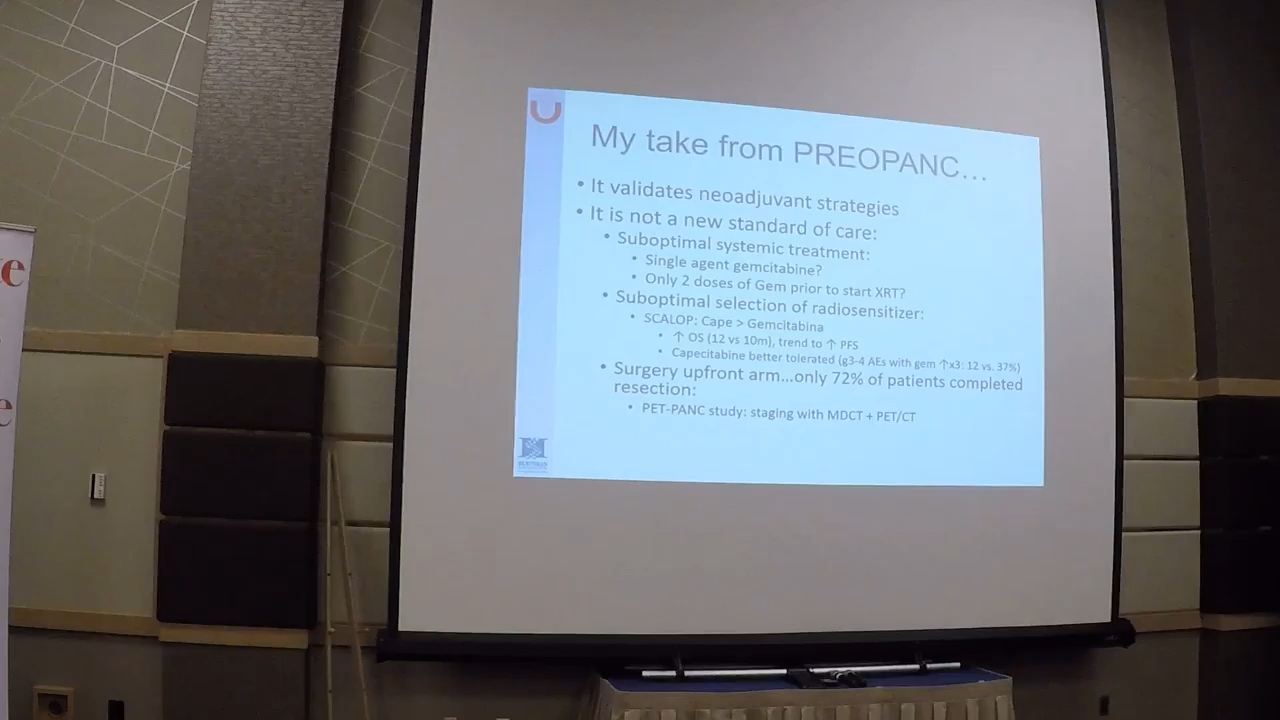 My take from PREOPANC...
• It validates neoadjuvant strategies
• It is not a new standard of care:
• Suboptimal systemic treatment:
• Single agent gemcitabine?
• Only 2 doses of Gem prior to start XRT?
• Suboptimal selection of radiosensitizer:
• SCALOP: Cape > Gemcitabina
• ↑ OS (12 vs 10m), trend to ↑ PFS
• Capecitabine better tolerated (g3-4 AEs with gem ↑x3: 12 vs. 37%)
• Surgery upfront arm...only 72% of patients completed
resection:
• PET-PANC study: staging with MDCT + PET/CT
e
e